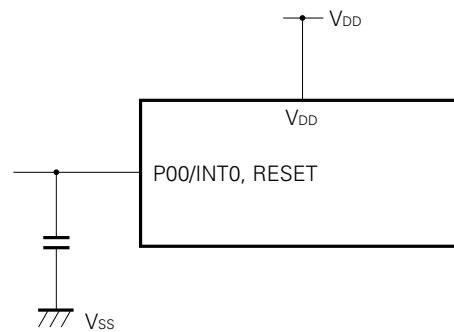 VDD
VDD
P00/INT0, RESET
VSS